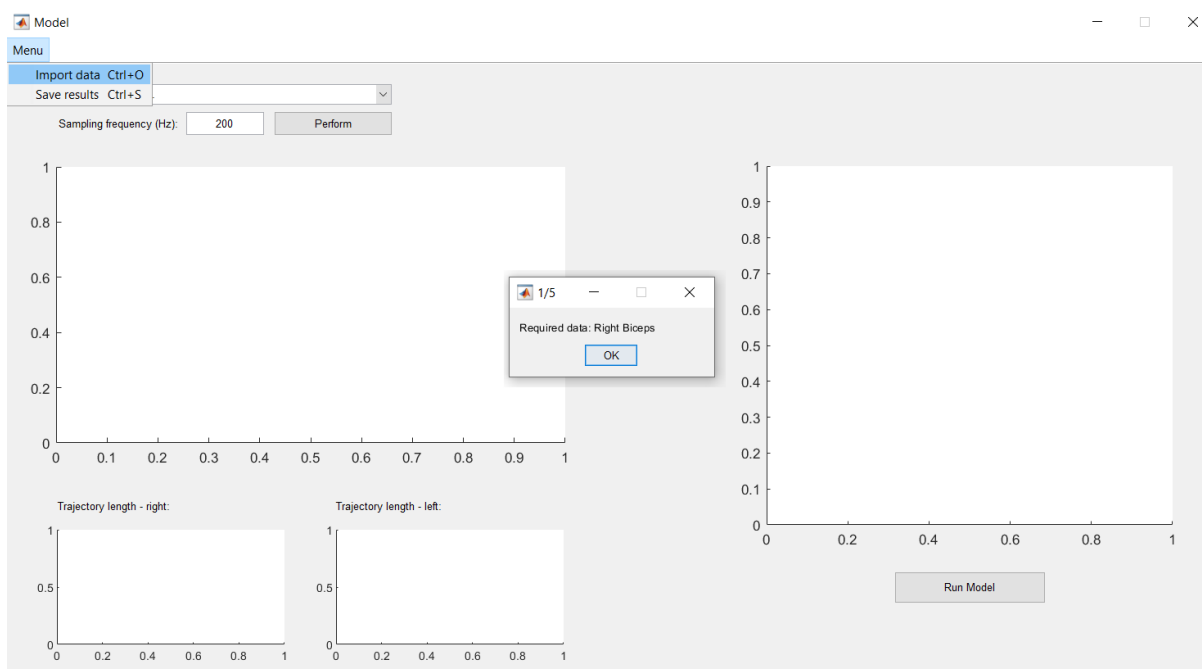 Model
Menu
Import data Ctrl+O
Save results Ctrl+S
Sampling frequency (Hz): 200 Perform
1
0.8
0.6
0.4
0.2
0
0 0.1 0.2 0.3 0.4 0.5 0.6 0.7 0.8 0.9 1
1/5
Required data: Right Biceps
OK
1
0.9
0.8
0.7
0.6
0.5
0.4
0.3
0.2
0.1
0
0 0.2 0.4 0.6 0.8 1
Run Model
Trajectory length - right:
1
0.5
0
0 0.2 0.4 0.6 0.8 1
Trajectory length - left:
1
0.5
0
0 0.2 0.4 0.6 0.8 1